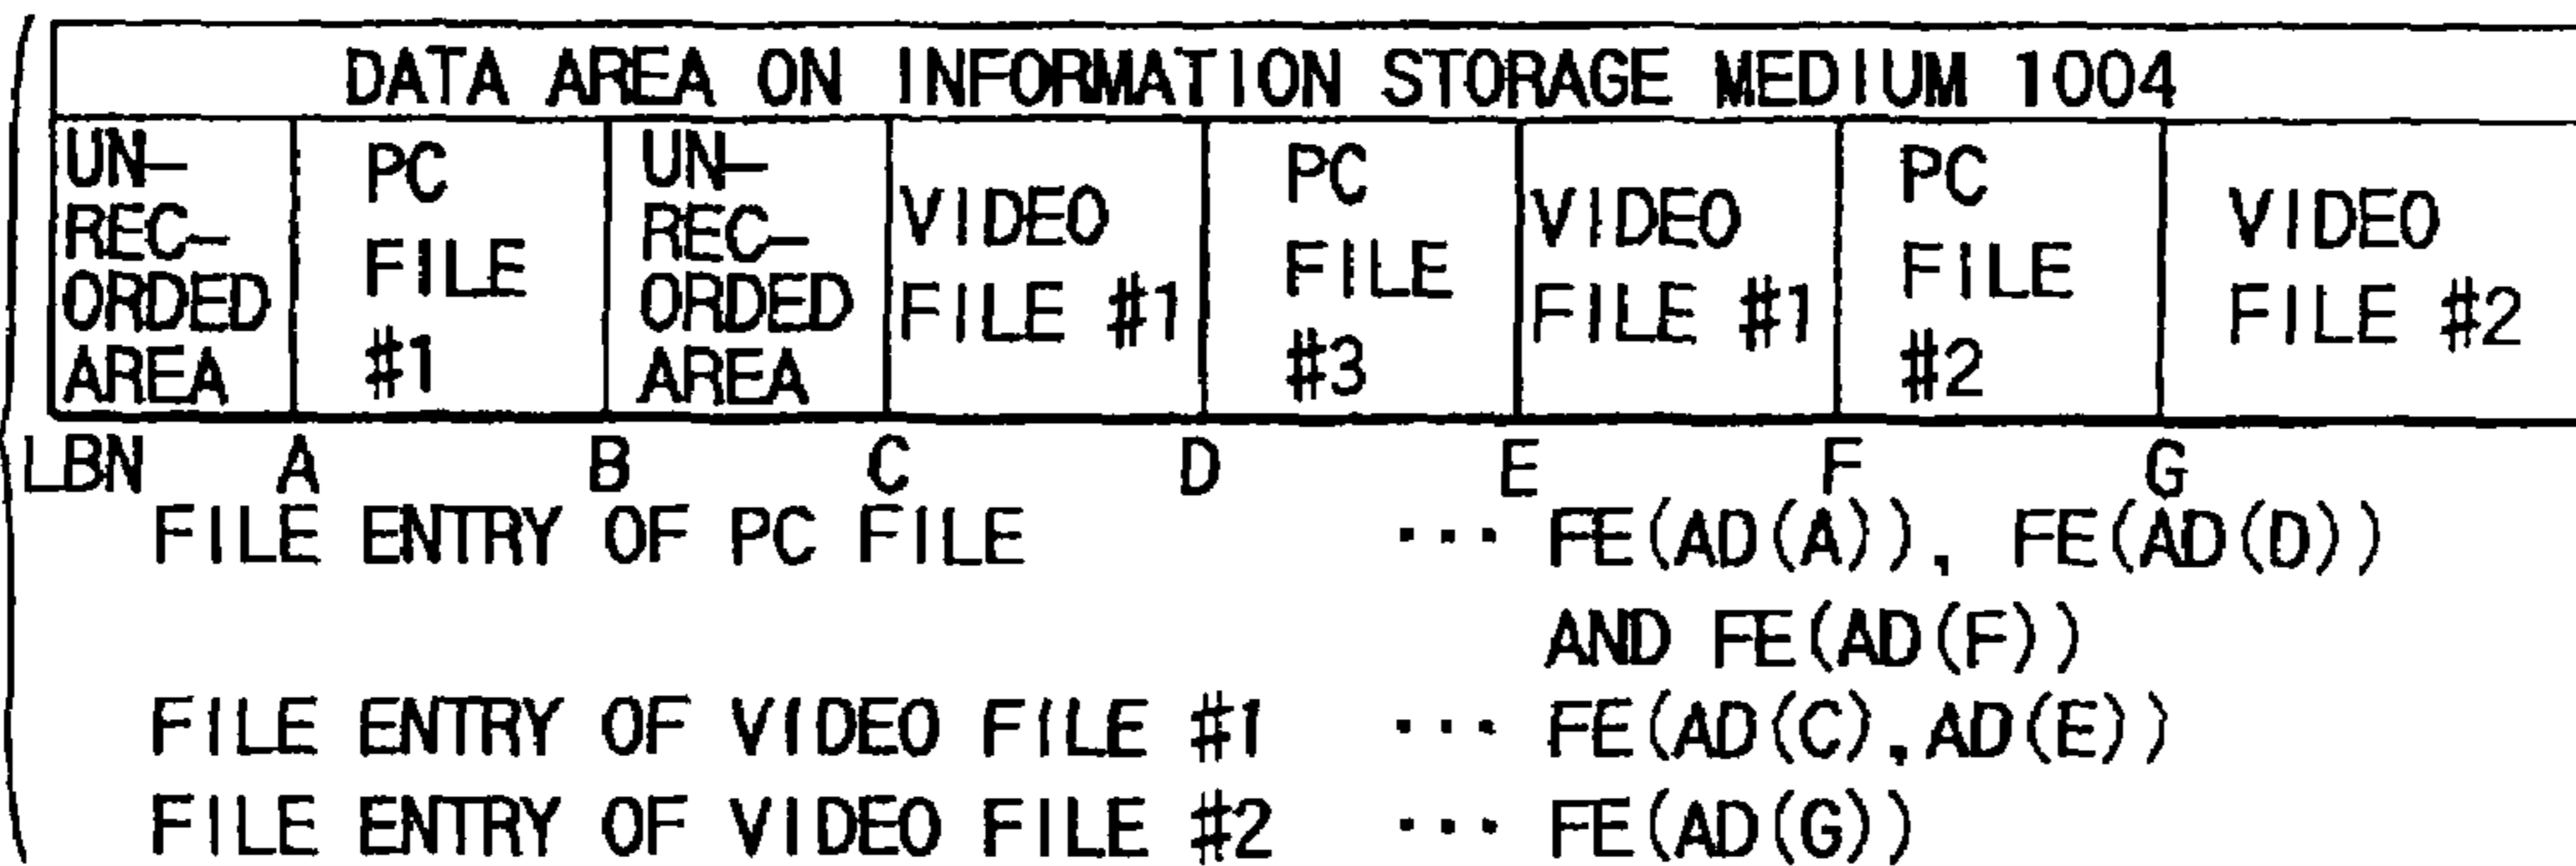 DATA AREA ON INFORMATION STORAGE MEDIUM 1004
UN-
REC-
ORDED
AREA
PC
FILE
#1
UN-
REC-
ORDED
AREA
VIDEO
FILE #1
PC
FILE
#3
VIDEO
FILE #1
PC
FILE
#2
VIDEO
FILE #2
LBN A B C D E F G
FILE ENTRY OF PC FILE ··· FE(AD(A)), FE(AD(D))
AND FE(AD(F))
FILE ENTRY OF VIDEO FILE #1 ··· FE(AD(C),AD(E))
FILE ENTRY OF VIDEO FILE #2 ··· FE(AD(G))